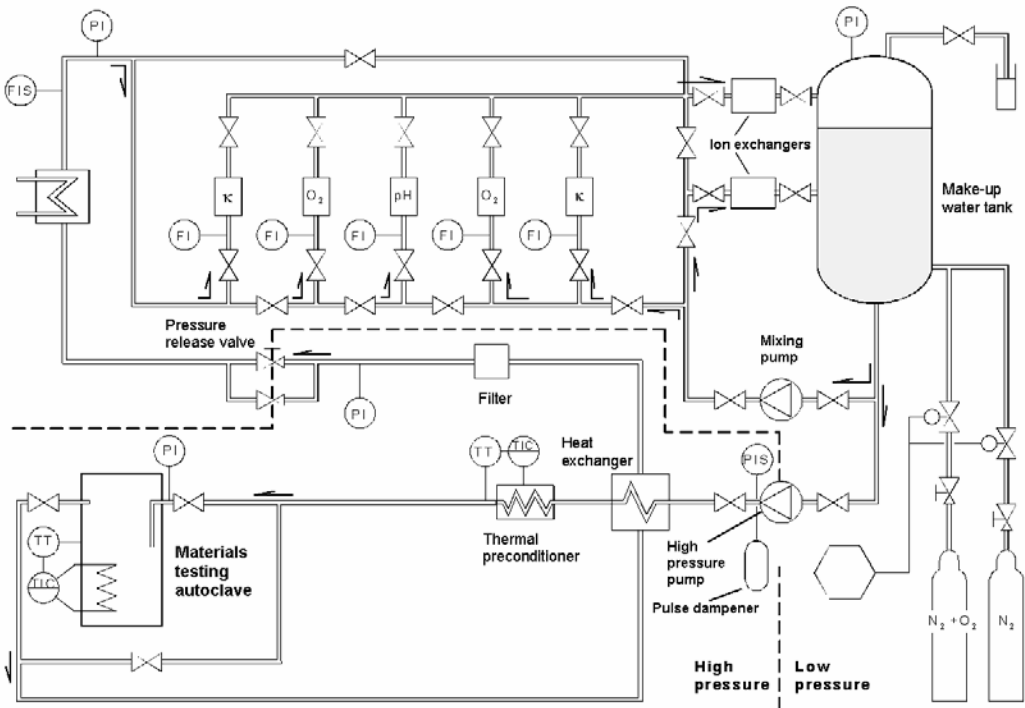 PI
PI
FIS
Ion exchangers
Make-up
water tank
κ
O₂
pH
O₂
κ
FI
FI
FI
FI
FI
Pressure
release valve
Mixing
pump
Filter
PI
PI
TT
TIC
Heat
exchanger
PIS
Thermal
preconditioner
High
pressure
pump
Pulse dampener
TT
TIC
Materials
testing
autoclave
N₂ +O₂
N₂
High
pressure
Low
pressure